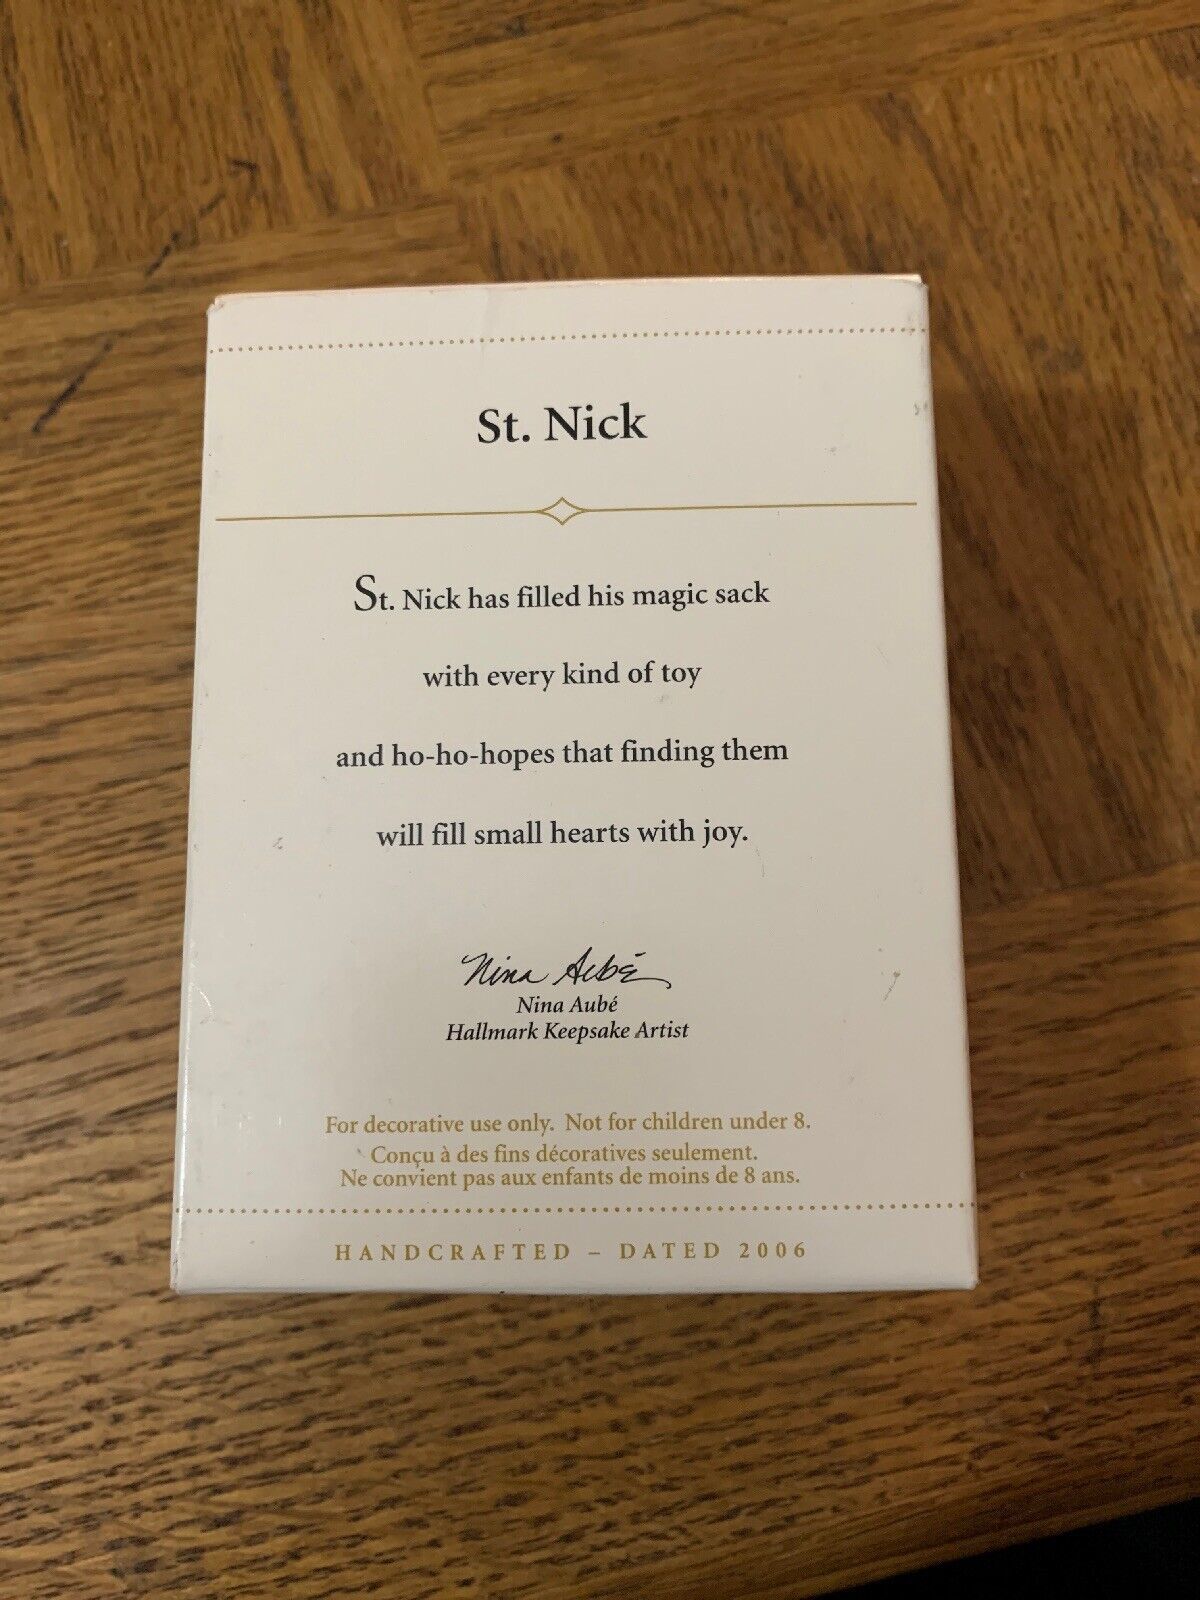 St. Nick
St. Nick has filled his magic sack
with every kind of toy
and ho-ho-hopes that finding them
will fill small hearts with joy.
Nina Aubé
Nina Aubé
Hallmark Keepsake Artist
For decorative use only. Not for children under 8.
Conçu à des fins décoratives seulement.
Ne convient pas aux enfants de moins de 8 ans.
HANDCRAFTED – DATED 2006